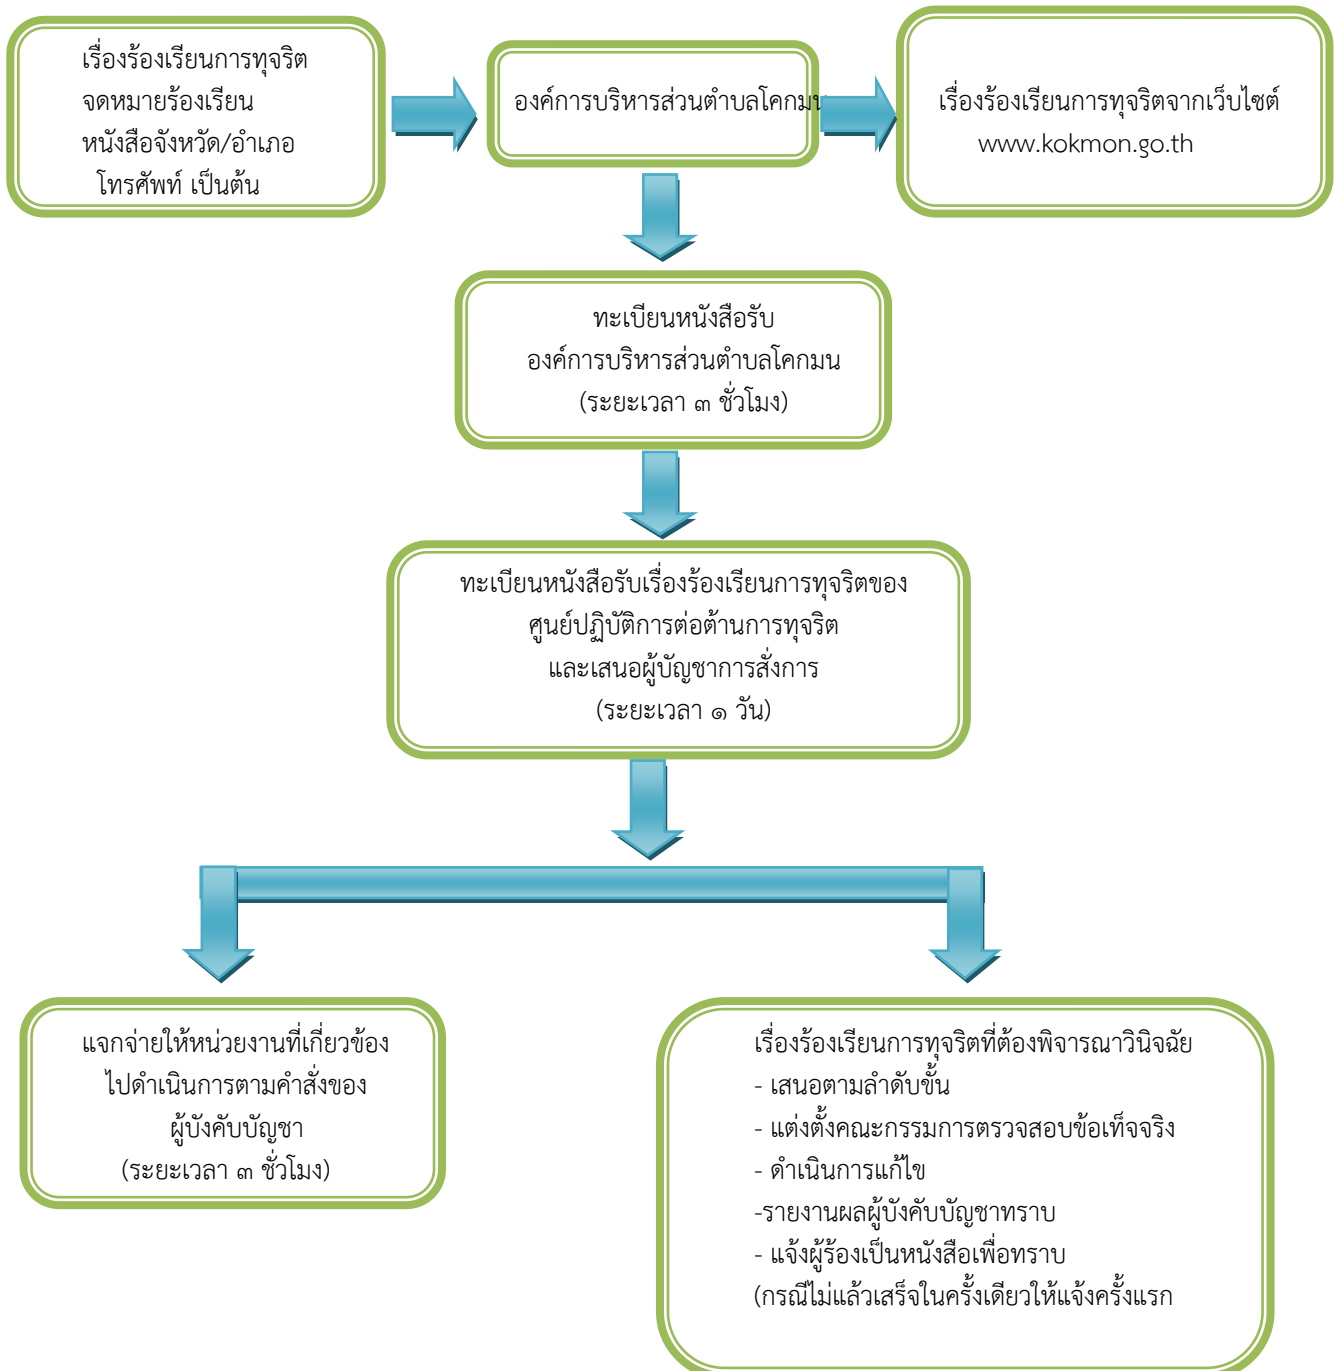 เรื่องร้องเรียนการทุจริต
จดหมายร้องเรียน
หนังสือจังหวัด/อำเภอ
โทรศัพท์ เป็นต้น
องค์การบริหารส่วนตำบลโคกมน
เรื่องร้องเรียนการทุจริตจากเว็บไซต์
www.kokmon.go.th
ทะเบียนหนังสือรับ
องค์การบริหารส่วนตำบลโคกมน
(ระยะเวลา ๓ ชั่วโมง)
ทะเบียนหนังสือรับเรื่องร้องเรียนการทุจริตของ
ศูนย์ปฏิบัติการต่อต้านการทุจริต
และเสนอผู้บัญชาการสั่งการ
(ระยะเวลา ๑ วัน)
แจกจ่ายให้หน่วยงานที่เกี่ยวข้อง
ไปดำเนินการตามคำสั่งของ
ผู้บังคับบัญชา
(ระยะเวลา ๓ ชั่วโมง)
เรื่องร้องเรียนการทุจริตที่ต้องพิจารณาวินิจฉัย
- เสนอตามลำดับขั้น
- แต่งตั้งคณะกรรมการตรวจสอบข้อเท็จจริง
- ดำเนินการแก้ไข
-รายงานผลผู้บังคับบัญชาทราบ
- แจ้งผู้ร้องเป็นหนังสือเพื่อทราบ
(กรณีไม่แล้วเสร็จในครั้งเดียวให้แจ้งครั้งแรก